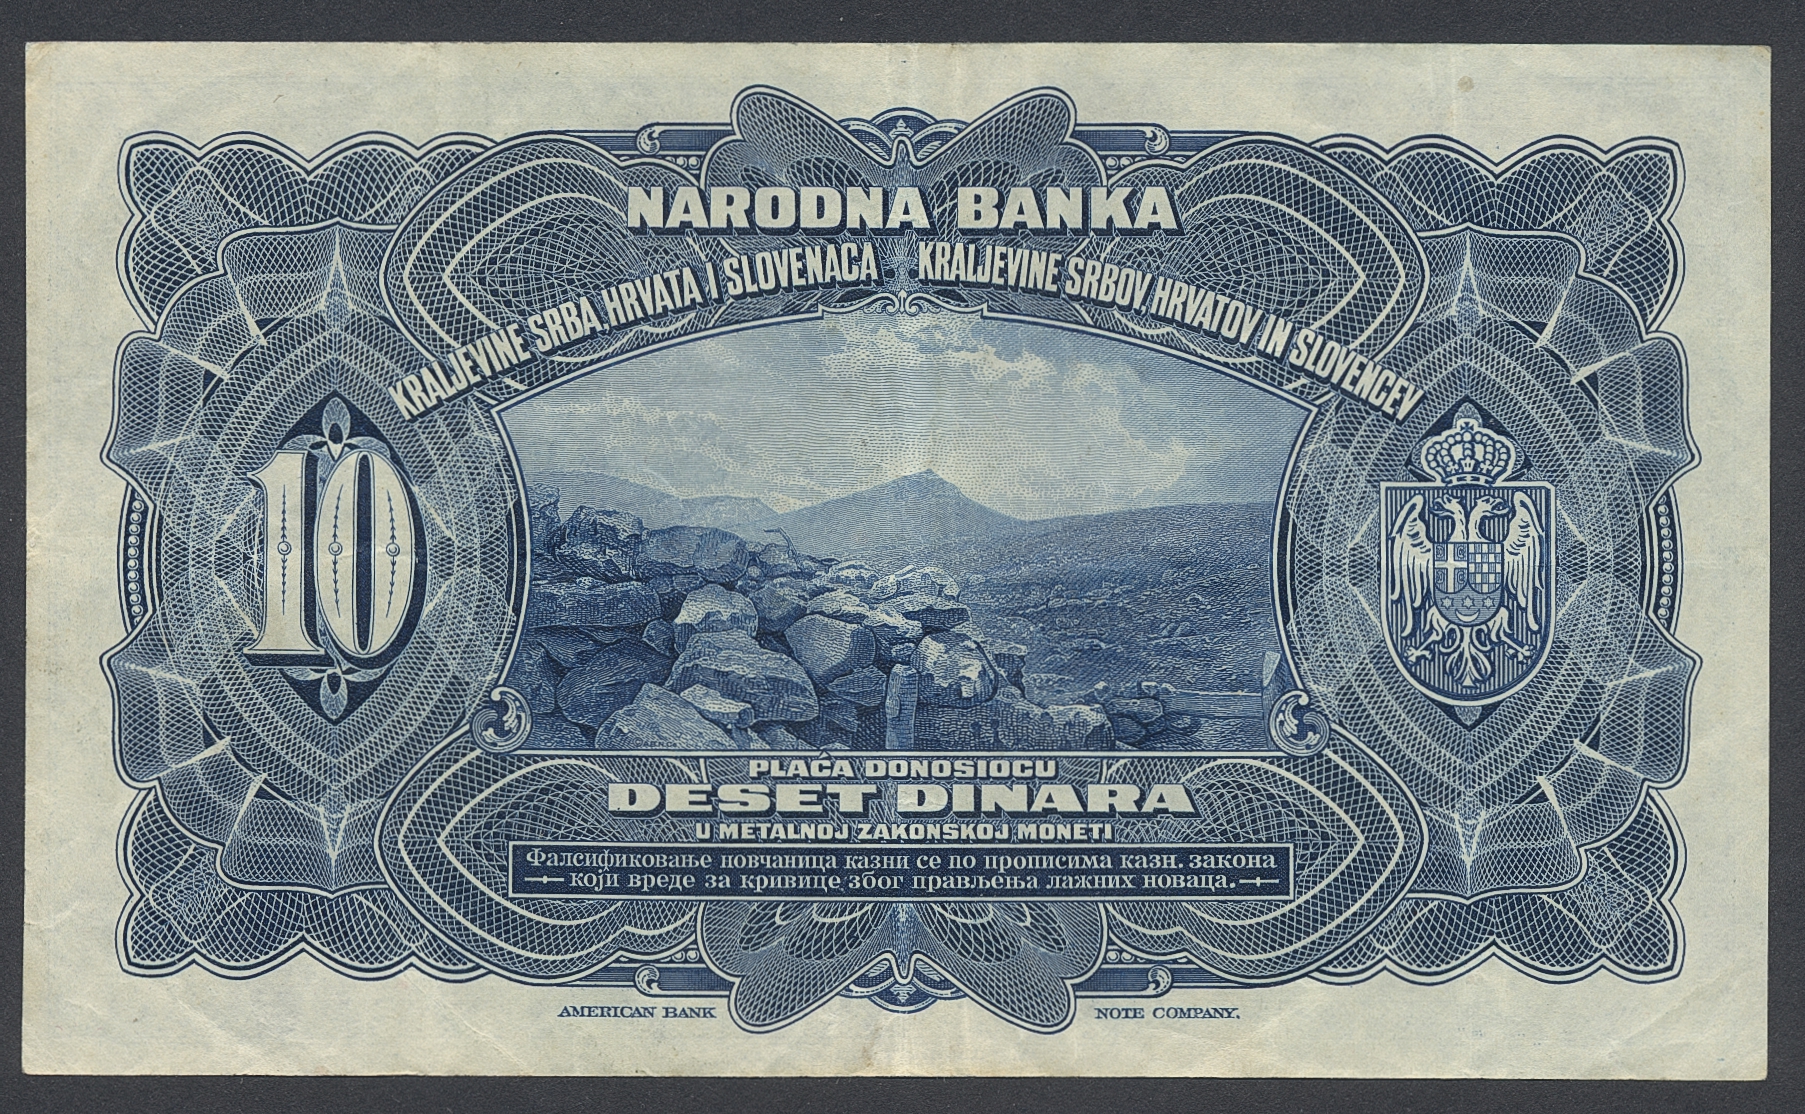 NARODNA BANKA
KRALJEVINE SRBA, HRVATA I SLOVENACA KRALJEVINE SRBOV, HRVATOV IN SLOVENCEV
10
PLAĆA DONOSIOCU
DESET DINARA
U METALNOJ ZAKONSKOJ MONETI
Фалсификовање новчаница казни се по прописима казн. закона
који вреде за кривице због прављења лажних новаца.
AMERICAN BANK NOTE COMPANY.